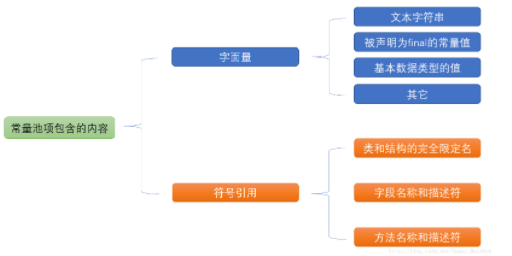 常量池项包含的内容
字面量
文本字符串
被声明为final的常量值
基本数据类型的值
其它
符号引用
类和结构的完全限定名
字段名称和描述符
方法名称和描述符